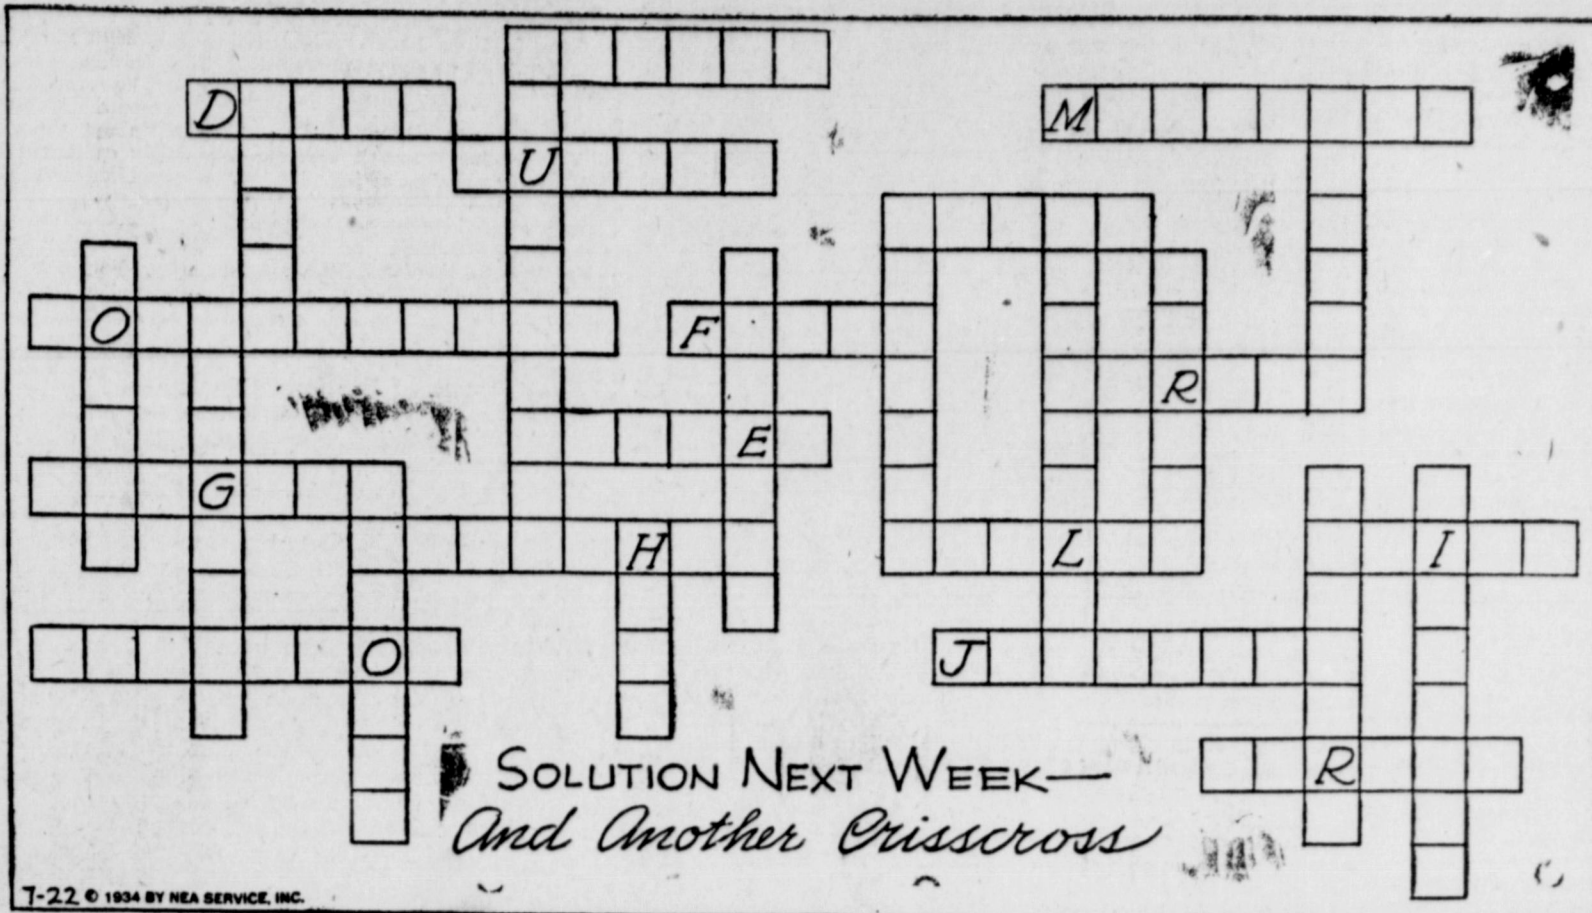 D
M
U
O
F
R
E
G
H
L
I
O
J
R
SOLUTION NEXT WEEK—
And Another Crisscross
7-22 © 1934 BY NEA SERVICE, INC.